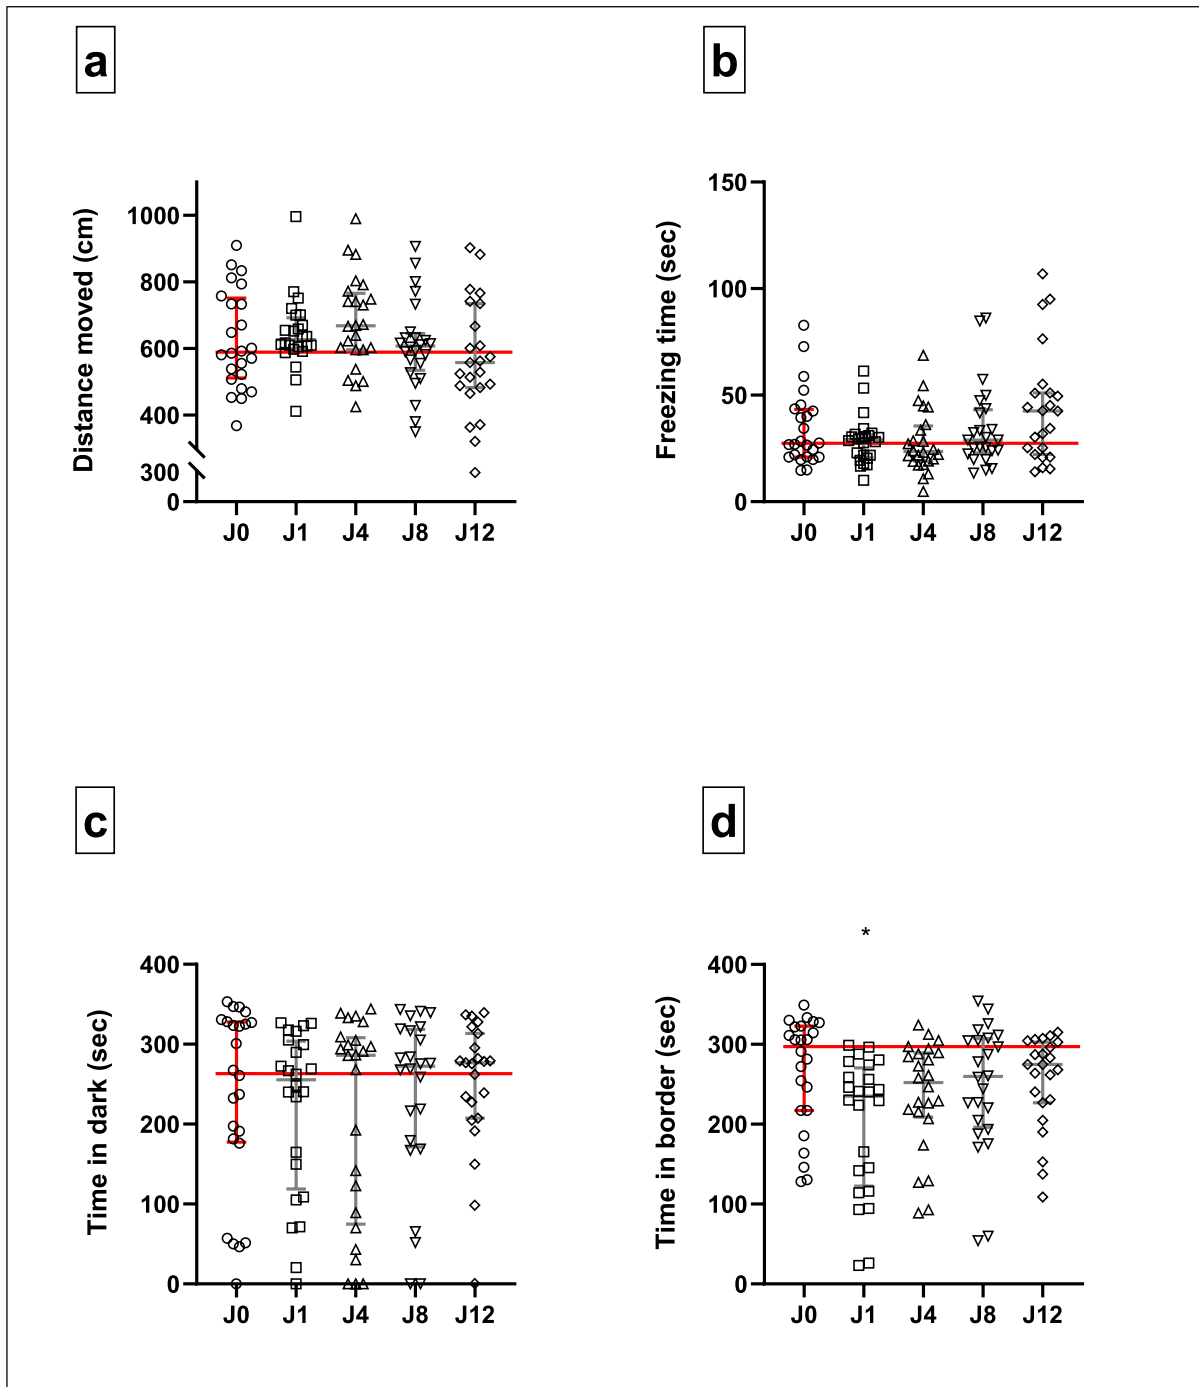 a
Distance moved (cm)
1000
800
600
400
300
0
J0 J1 J4 J8 J12
b
Freezing time (sec)
150
100
50
0
J0 J1 J4 J8 J12
c
Time in dark (sec)
400
300
200
100
0
J0 J1 J4 J8 J12
d
*
Time in border (sec)
400
300
200
100
0
J0 J1 J4 J8 J12